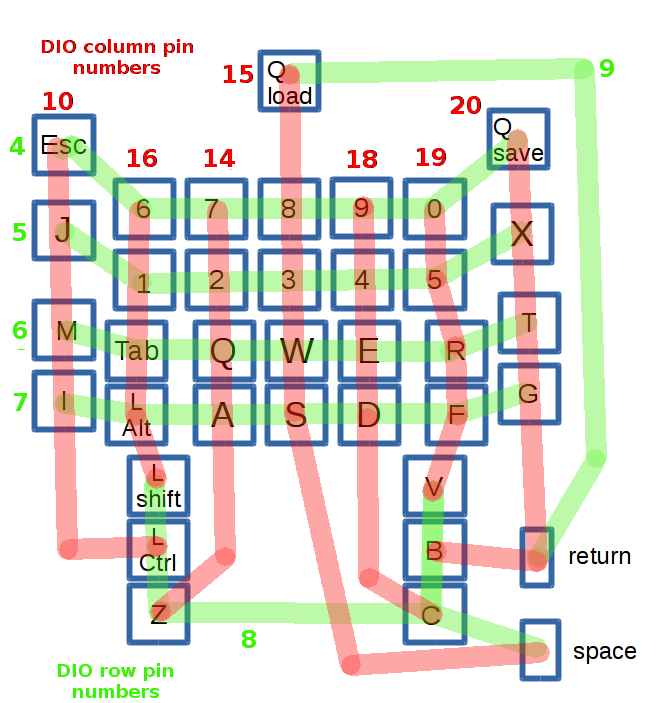 DIO column pin
numbers
15
Q
load
9
10
20
4
Esc
16
14
18
19
Q
save
6
7
8
9
0
5
J
X
1
2
3
4
5
6
M
T
Tab
Q
W
E
R
7
I
G
L
Alt
A
S
D
F
L
shift
V
L
Ctrl
B
return
Z
C
8
space
DIO row pin
numbers